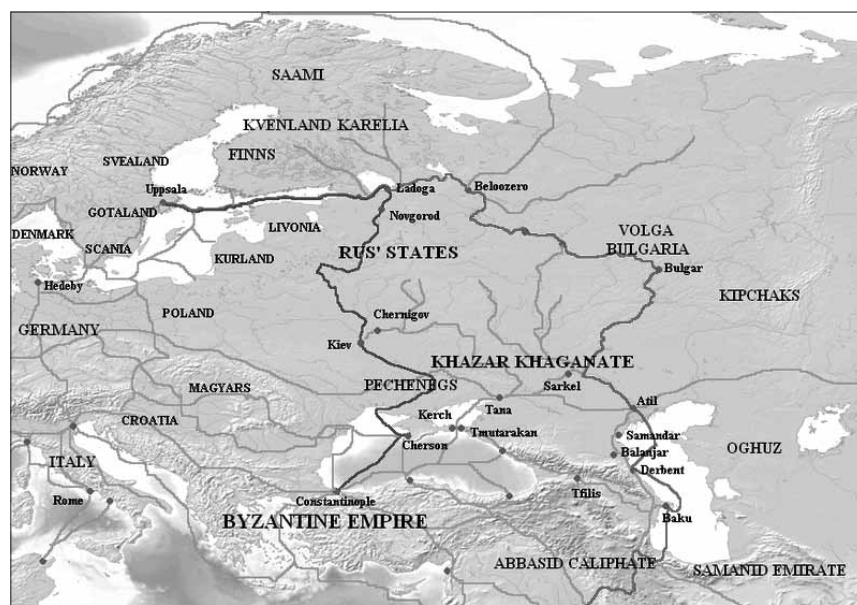 SAAMI
KVENLAND KARELIA
FINNS
NORWAY
SVEALAND
Uppsala
Ladoga
Beloozero
GOTALAND
Novgorod
LIVONIA
DENMARK
SCANIA
KURLAND
RUS' STATES
VOLGA
BULGARIA
Bulgar
Hedeby
KIPCHAKS
POLAND
Chernigov
GERMANY
Kiev
KHAZAR KHAGANATE
PECHENEGS
Sarkel
MAGYARS
Tana
Atil
CROATIA
Kerch
Tmutarakan
Samandar
Cherson
OGHUZ
Balanjar
ITALY
Derbent
Rome
Constantinople
Tfilis
BYZANTINE EMPIRE
Baku
ABBASID CALIPHATE
SAMANID EMIRATE